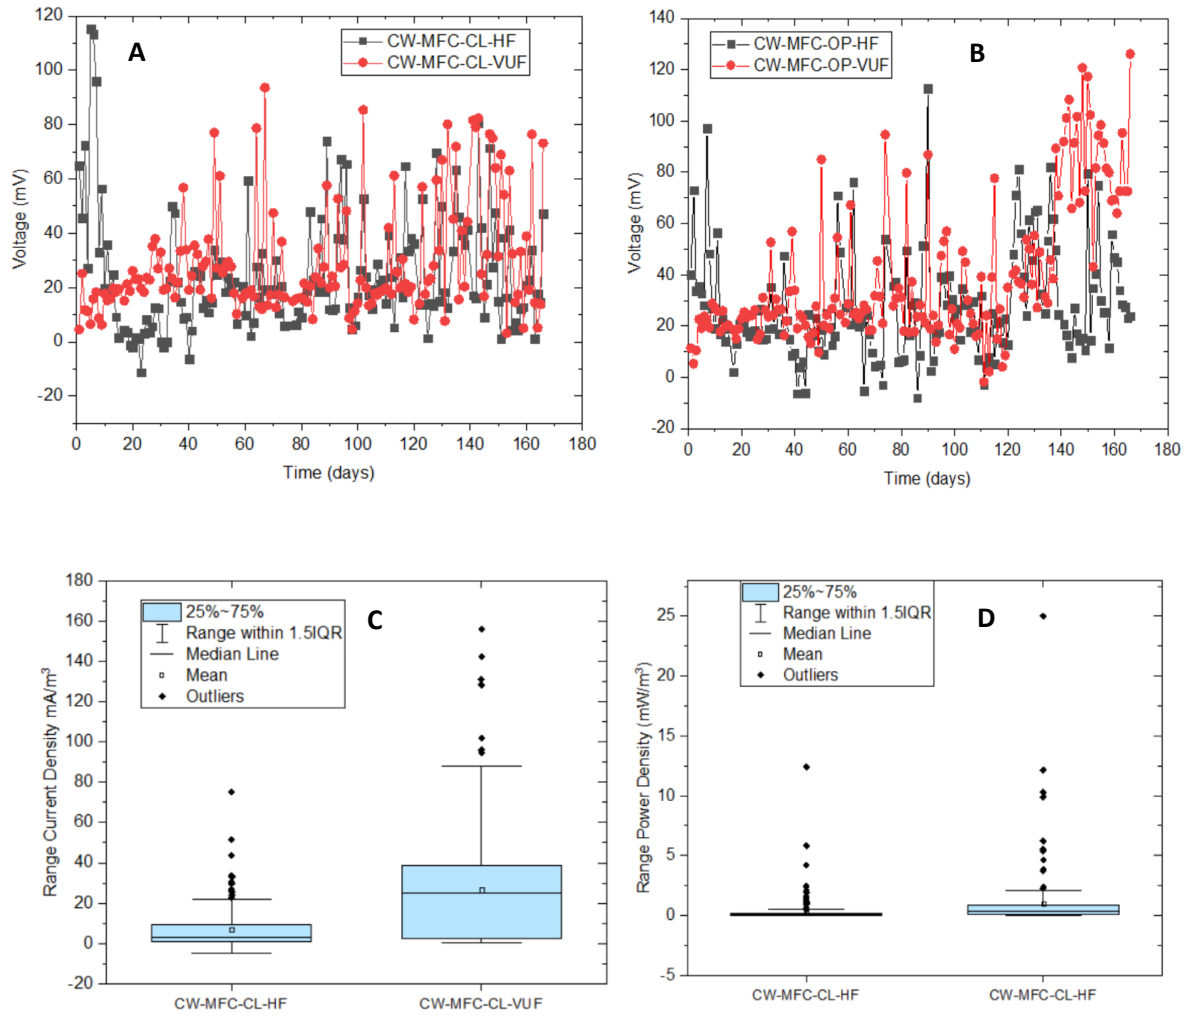 A
CW-MFC-CL-HF
CW-MFC-CL-VUF
Voltage (mV)
120
100
80
60
40
20
0
-20
0 20 40 60 80 100 120 140 160 180
Time (days)
B
CW-MFC-OP-HF
CW-MFC-OP-VUF
Voltage (mV)
140
120
100
80
60
40
20
0
-20
0 20 40 60 80 100 120 140 160 180
Time (days)
C
25%~75%
Range within 1.5IQR
Median Line
Mean
Outliers
Range Current Density mA/m³
180
160
140
120
100
80
60
40
20
0
-20
CW-MFC-CL-HF CW-MFC-CL-VUF
D
25%~75%
Range within 1.5IQR
Median Line
Mean
Outliers
Range Power Density (mW/m³)
25
20
15
10
5
0
-5
CW-MFC-CL-HF CW-MFC-CL-HF